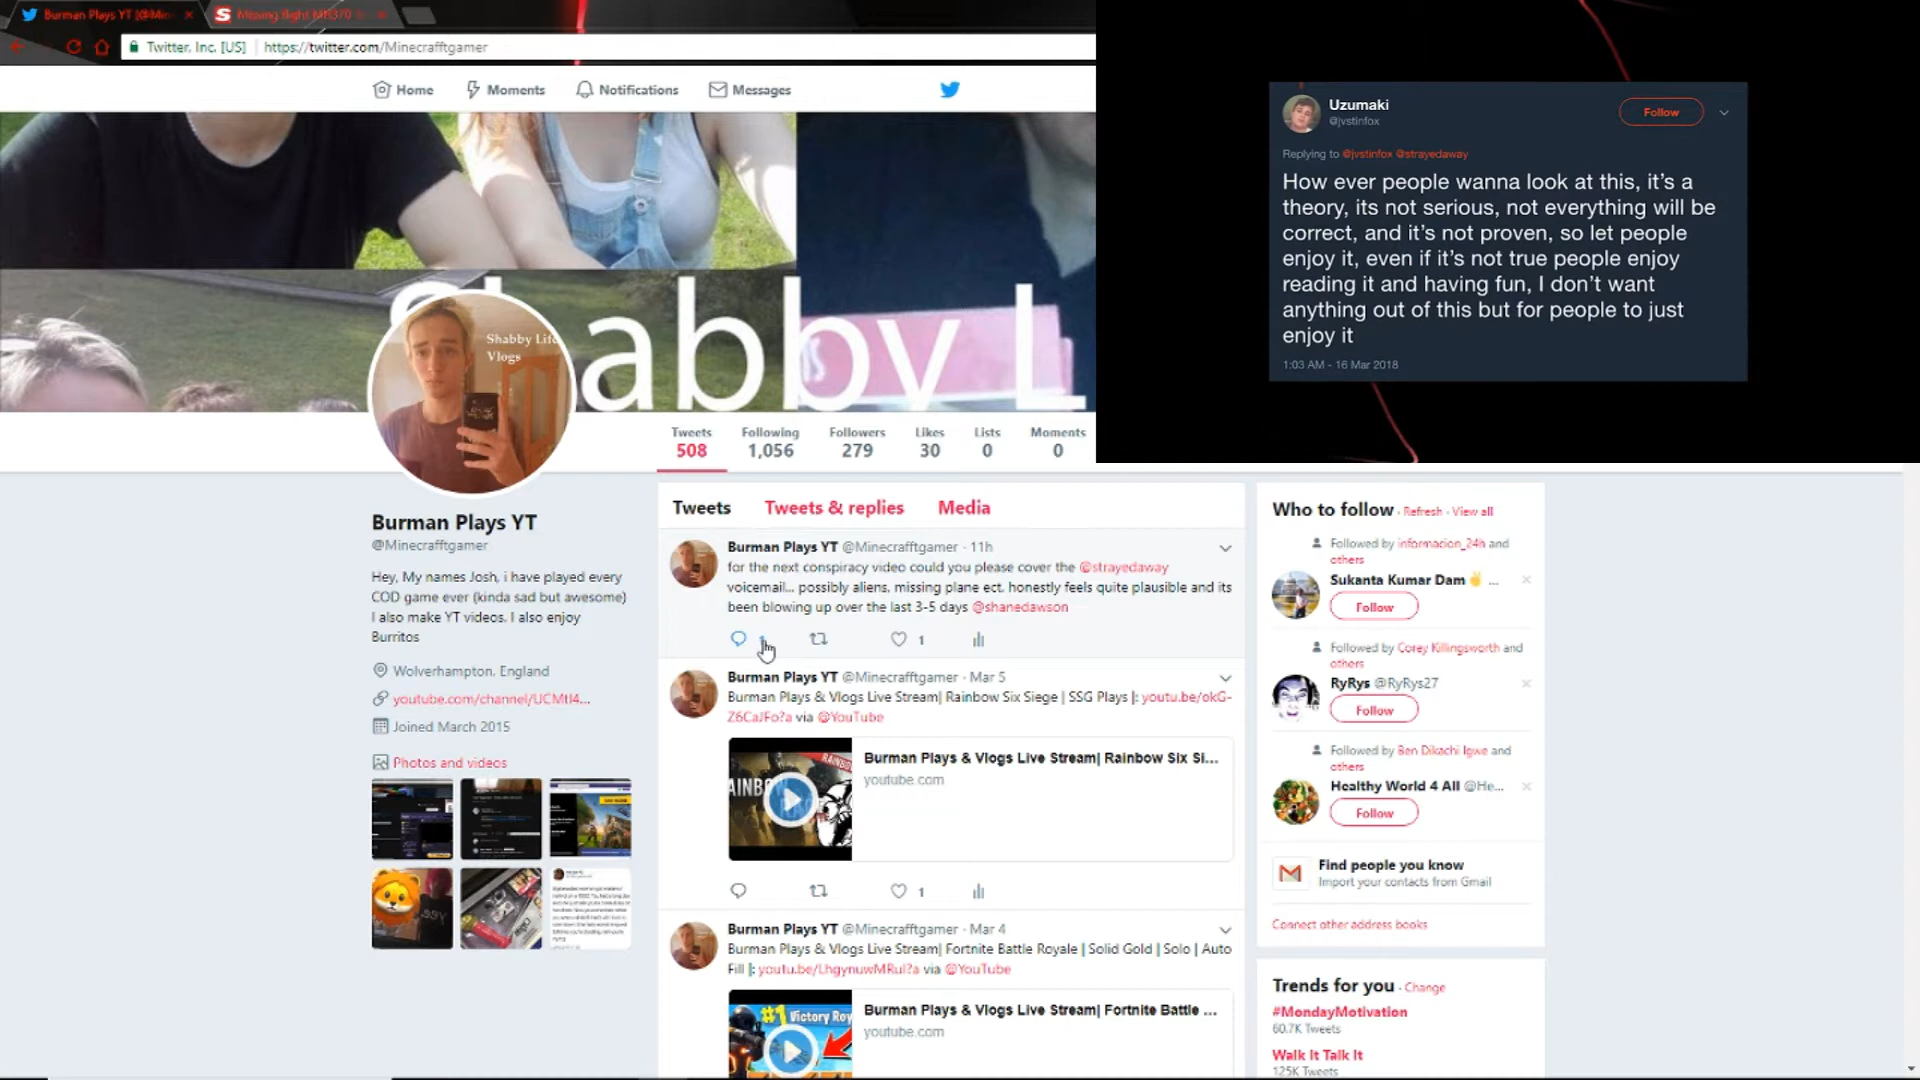 Burman Plays YT (@Min
Missing flight MH370
Twitter, Inc. [US]
https://twitter.com/Minecrafftgamer
Home
Moments
Notifications
Messages
Shabby L
Shabby Life
Vlogs
Tweets
508
Following
1,056
Followers
279
Likes
30
Lists
0
Moments
0
Uzumaki
@jvstinfox
Follow
Replying to @jvstinfox @strayedaway
How ever people wanna look at this, it's a
theory, its not serious, not everything will be
correct, and it's not proven, so let people
enjoy it, even if it's not true people enjoy
reading it and having fun, I don't want
anything out of this but for people to just
enjoy it
1:03 AM - 16 Mar 2018
Burman Plays YT
@Minecrafftgamer
Hey, My names Josh, i have played every
COD game ever (kinda sad but awesome)
I also make YT videos. I also enjoy
Burritos
Wolverhampton, England
youtube.com/channel/UCMtI4...
Joined March 2015
Photos and videos
Tweets
Tweets & replies
Media
Burman Plays YT @Minecrafftgamer · 11h
for the next conspiracy video could you please cover the @strayedaway
voicemail... possibly aliens, missing plane ect. honestly feels quite plausible and its
been blowing up over the last 3-5 days @shanedawson
1
Burman Plays YT @Minecrafftgamer · Mar 5
Burman Plays & Vlogs Live Stream| Rainbow Six Siege | SSG Plays |: youtu.be/okG-
Z6CaJFo?a via @YouTube
RAINBO
Burman Plays & Vlogs Live Stream| Rainbow Six Si...
youtube.com
1
Burman Plays YT @Minecrafftgamer · Mar 4
Burman Plays & Vlogs Live Stream| Fortnite Battle Royale | Solid Gold | Solo | Auto
Fill |: youtu.be/LhgynuwMRuI?a via @YouTube
#1 Victory Roy
Burman Plays & Vlogs Live Stream| Fortnite Battle ...
youtube.com
Who to follow · Refresh · View all
Followed by informacion_24h and
others
Sukanta Kumar Dam✌ ...
Follow
Followed by Corey Killingsworth and
others
RyRys @RyRys27
Follow
Followed by Ben Dikachi Igwe and
others
Healthy World 4 All @He...
Follow
Find people you know
Import your contacts from Gmail
Connect other address books
Trends for you · Change
#MondayMotivation
60.7K Tweets
Walk It Talk It
125K Tweets